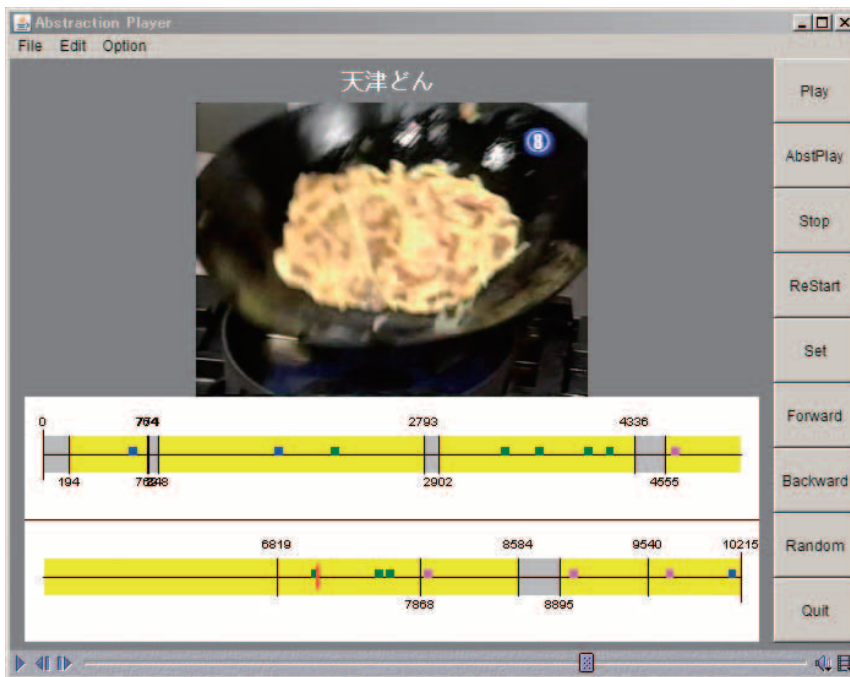 Abstraction Player
File Edit Option
天津どん
8
Play
AbstPlay
Stop
ReStart
Set
Forward
Backward
Random
Quit
0 2793 4336
194 2902 4555
6819 8584 9540 10215
7868 8895